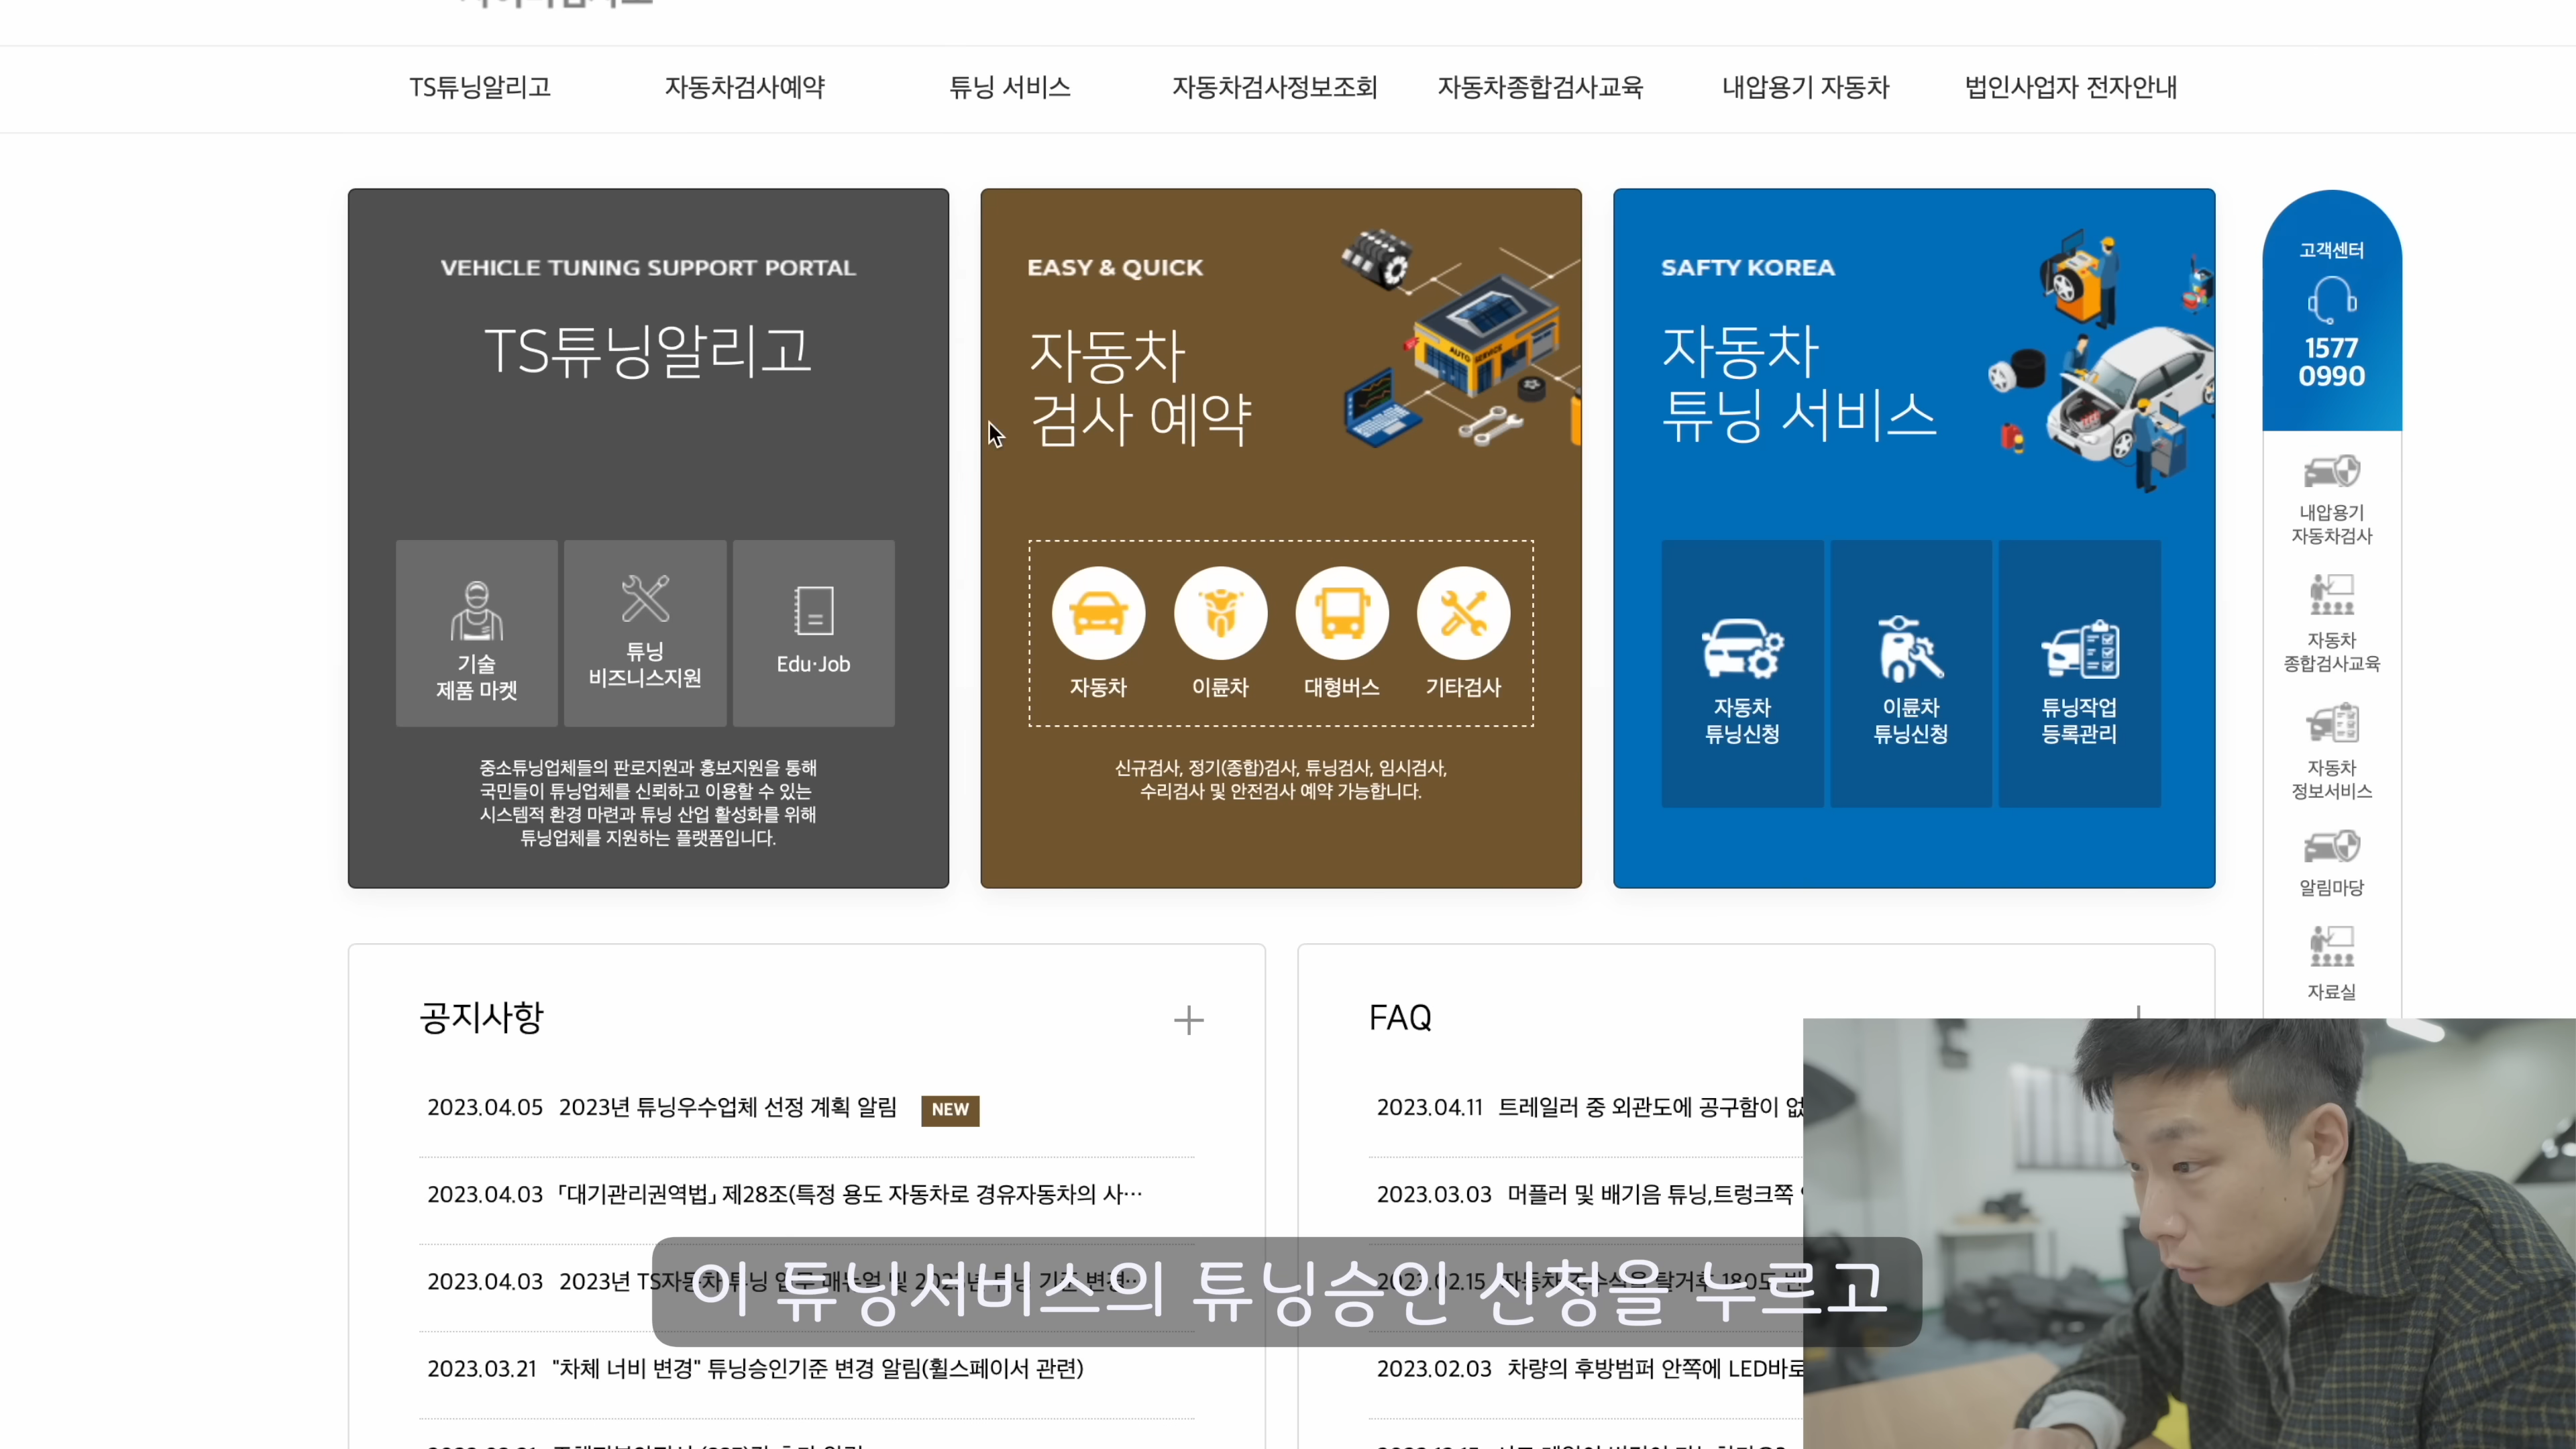 TS튜닝알리고 자동차검사예약 튜닝 서비스 자동차검사정보조회 자동차종합검사교육 내압용기 자동차 법인사업자 전자안내
VEHICLE TUNING SUPPORT PORTAL
TS튜닝알리고
기술
제품 마켓
튜닝
비즈니스지원
Edu·Job
중소튜닝업체들의 판로지원과 홍보지원을 통해
국민들이 튜닝업체를 신뢰하고 이용할 수 있는
시스템적 환경 마련과 튜닝 산업 활성화를 위해
튜닝업체를 지원하는 플랫폼입니다.
EASY & QUICK
자동차
검사 예약
AUTO SERVICE
자동차 이륜차 대형버스 기타검사
신규검사, 정기(종합)검사, 튜닝검사, 임시검사,
수리검사 및 안전검사 예약 가능합니다.
SAFTY KOREA
자동차
튜닝 서비스
자동차
튜닝신청
이륜차
튜닝신청
튜닝작업
등록관리
고객센터
1577
0990
내압용기
자동차검사
자동차
종합검사교육
자동차
정보서비스
알림마당
자료실
공지사항
2023.04.05 2023년 튜닝우수업체 선정 계획 알림 NEW
2023.04.03 「대기관리권역법」 제28조(특정 용도 자동차로 경유자동차의 사…
2023.04.03 2023년 TS자동차 튜닝 업무 매뉴얼 및 2023년 튜닝 기준 변경…
2023.03.21 "차체 너비 변경" 튜닝승인기준 변경 알림(휠스페이서 관련)
FAQ
2023.04.11 트레일러 중 외관도에 공구함이 없
2023.03.03 머플러 및 배기음 튜닝,트렁크쪽
2023.02.15 자동차 조수석을 탈거후 180도
2023.02.03 차량의 후방범퍼 안쪽에 LED바로
이 튜닝서비스의 튜닝승인 신청을 누르고